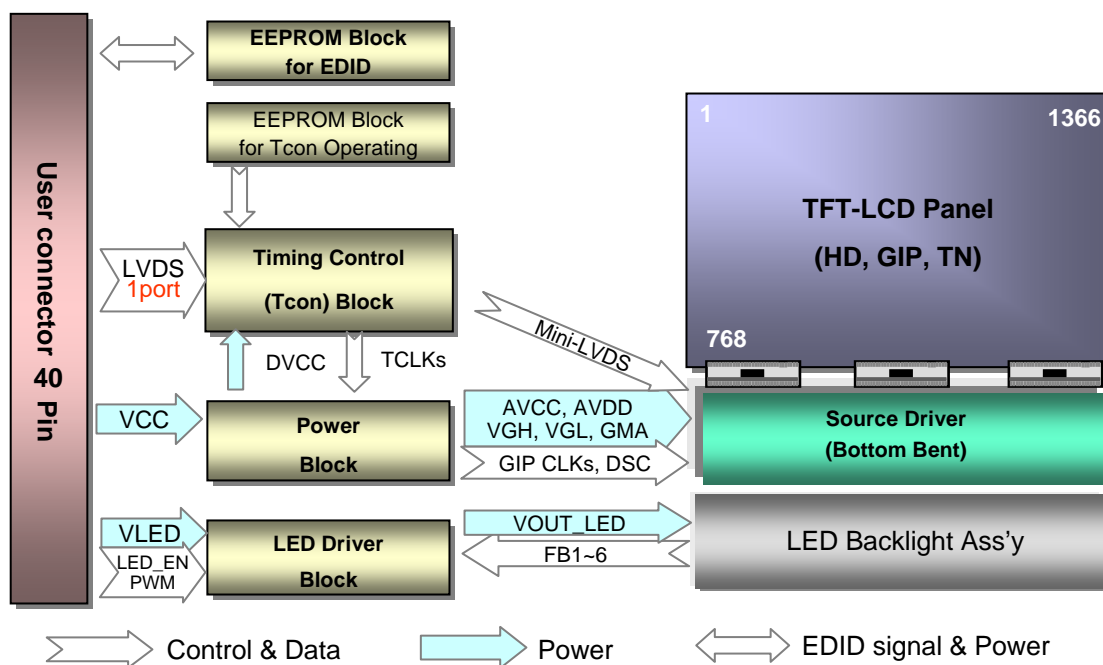 User connector 40 Pin
EEPROM Block
for EDID
EEPROM Block
for Tcon Operating
LVDS
1port
Timing Control
(Tcon) Block
DVCC
TCLKs
Mini-LVDS
1
1366
TFT-LCD Panel
(HD, GIP, TN)
768
VCC
Power
Block
AVCC, AVDD
VGH, VGL, GMA
GIP CLKs, DSC
Source Driver
(Bottom Bent)
VLED
LED_EN
PWM
LED Driver
Block
VOUT_LED
FB1~6
LED Backlight Ass'y
Control & Data
Power
EDID signal & Power